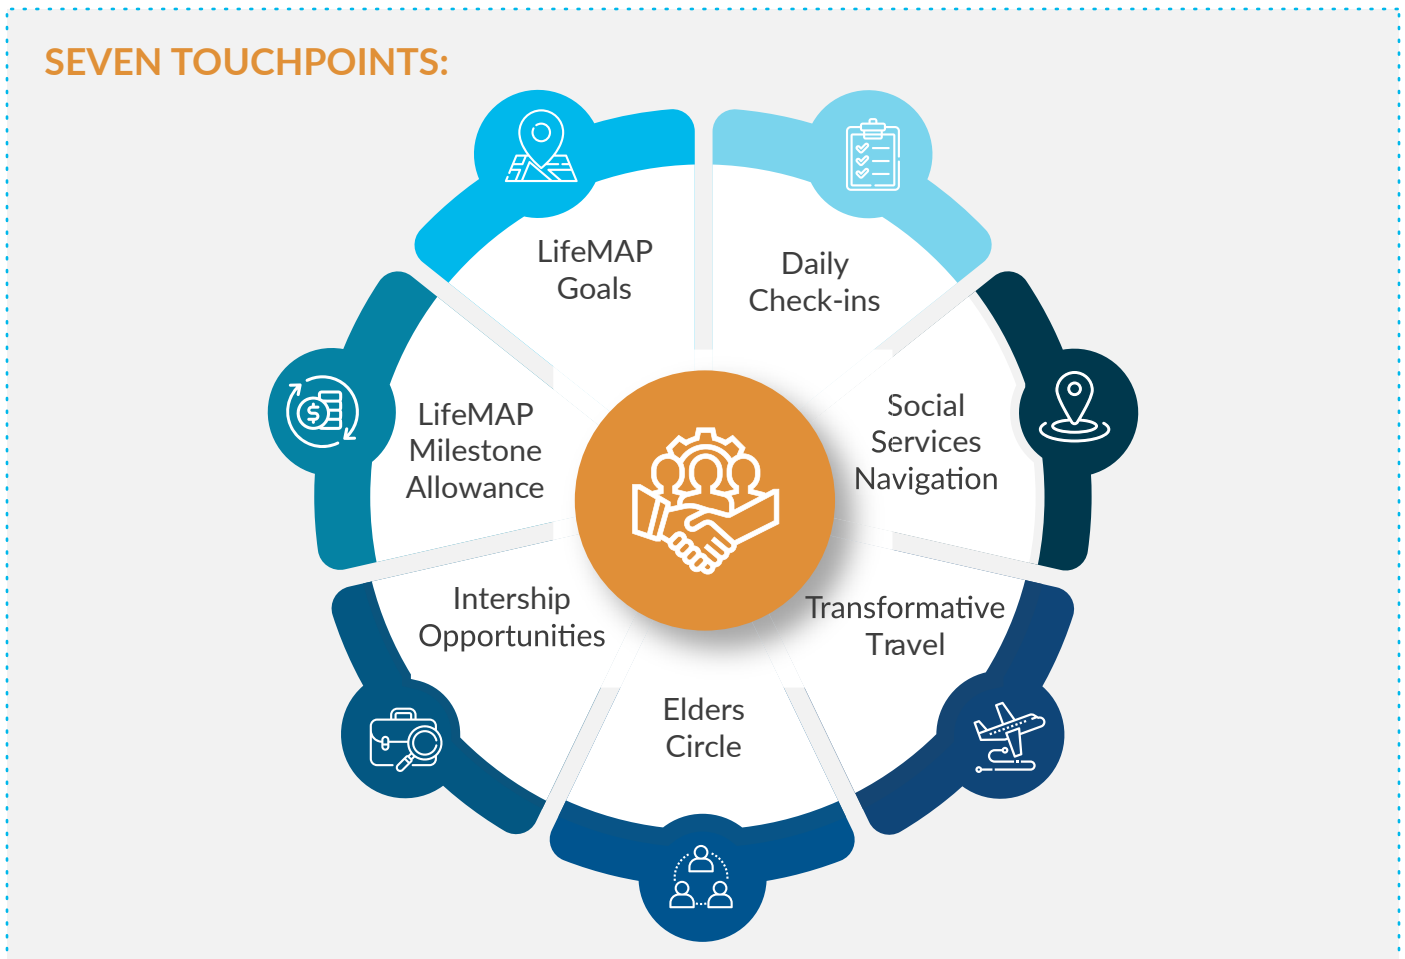 SEVEN TOUCHPOINTS:
LifeMAP
Goals
Daily
Check-ins
Social
Services
Navigation
Transformative
Travel
Elders
Circle
Intership
Opportunities
LifeMAP
Milestone
Allowance
$